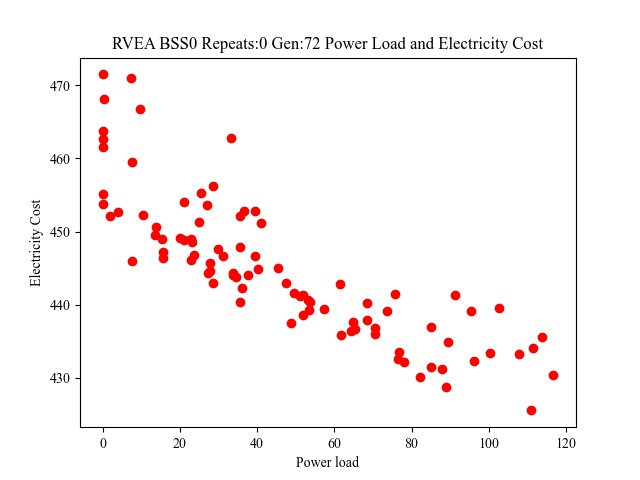 RVEA BSS0 Repeats:0 Gen:72 Power Load and Electricity Cost
470
460
450
440
430
Electricity Cost
0 20 40 60 80 100 120
Power load